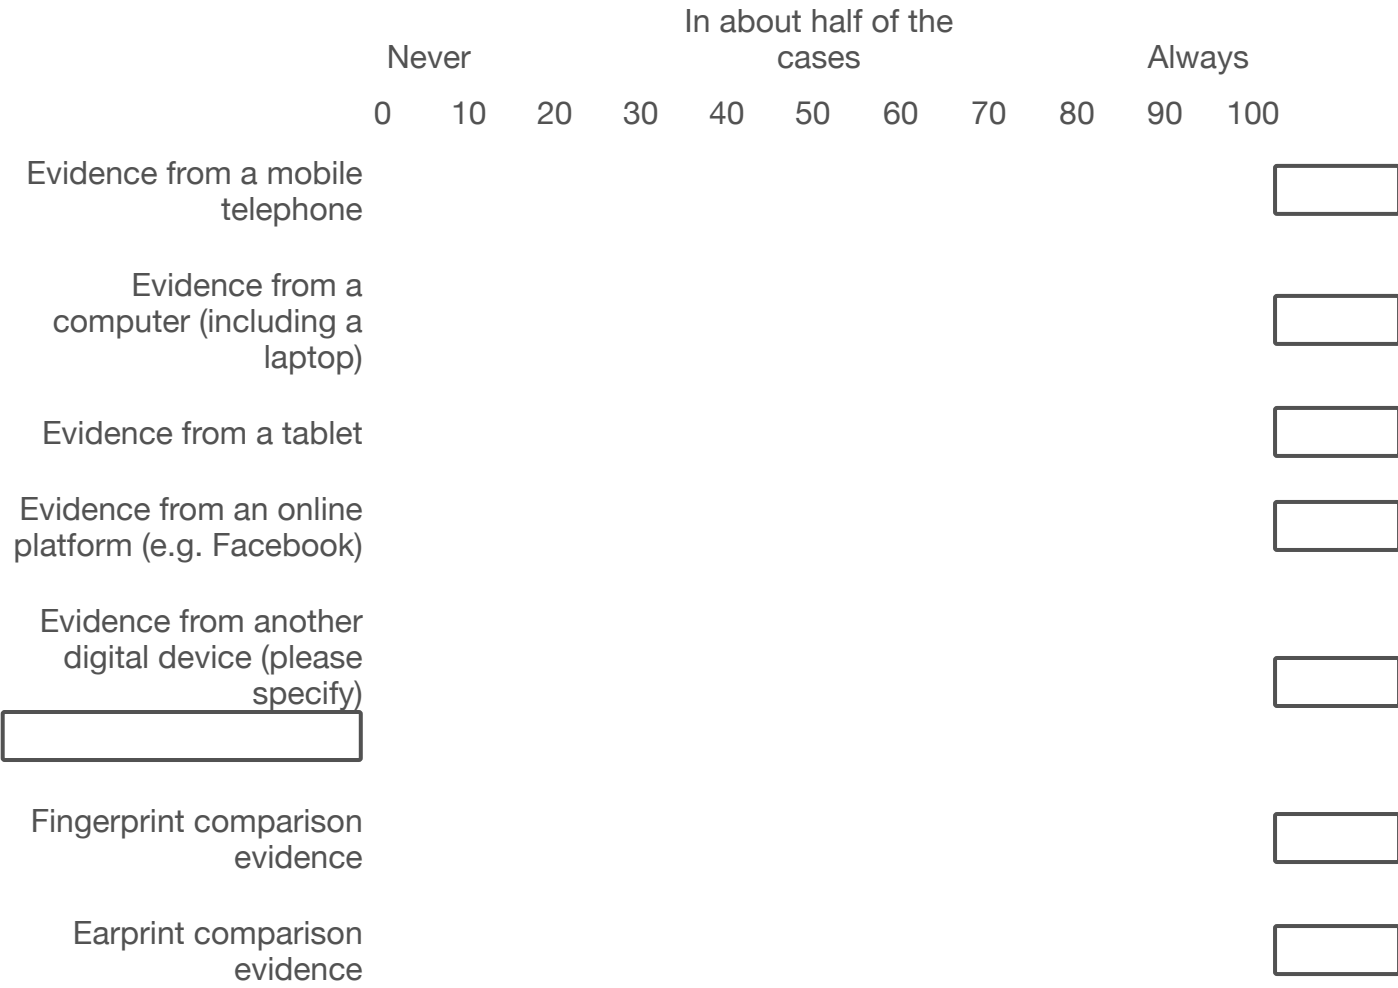 In about half of the
Never cases Always
0 10 20 30 40 50 60 70 80 90 100
Evidence from a mobile
telephone
Evidence from a
computer (including a
laptop)
Evidence from a tablet
Evidence from an online
platform (e.g. Facebook)
Evidence from another
digital device (please
specify)
Fingerprint comparison
evidence
Earprint comparison
evidence